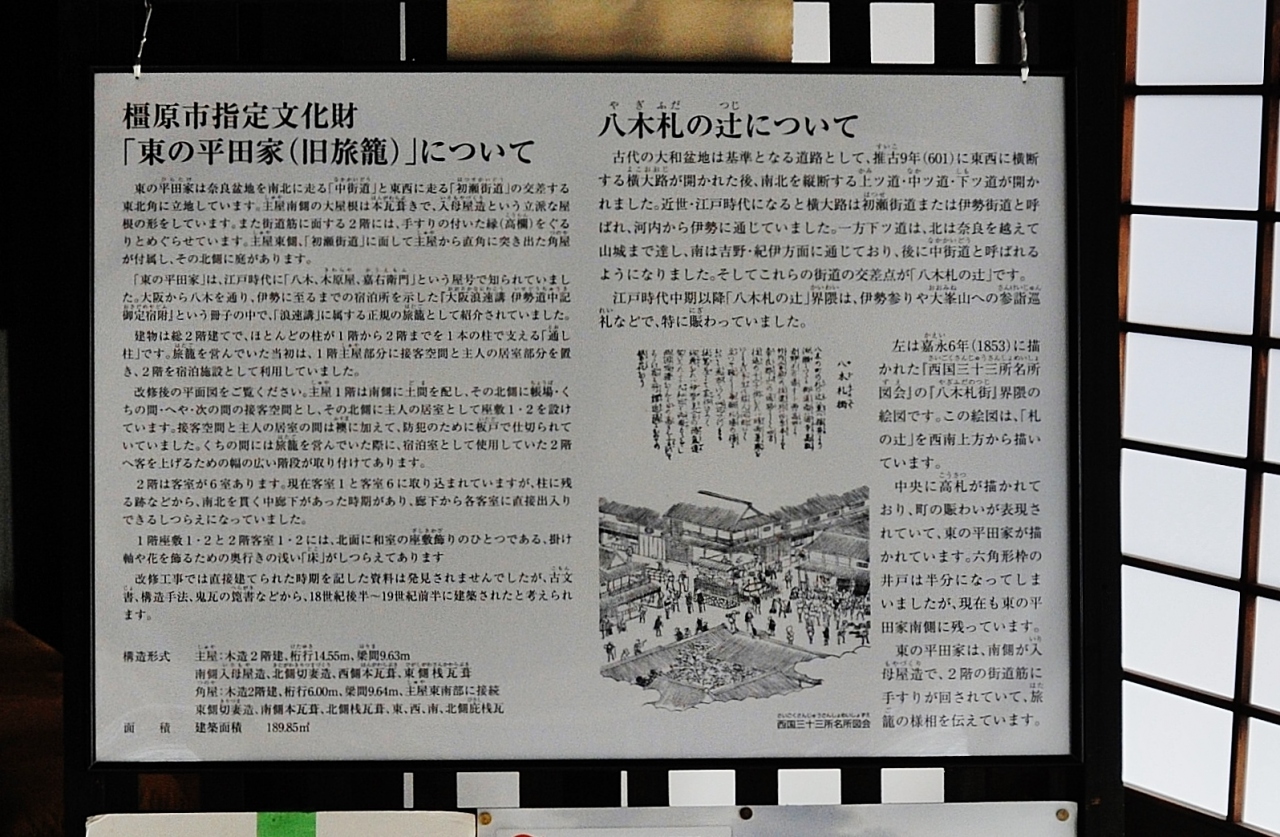 橿原市指定文化財
「東の平田家（旧旅籠）」について
東の平田家は奈良盆地を南北に走る「中街道」と東西に走る「初瀬街道」の交差する
東北角に立地しています。主屋南側の大屋根は本瓦葺きで、入母屋造という立派な屋
根の形をしています。また街道筋に面する２階には、手すりの付いた縁（高欄）をぐる
りとめぐらせています。主屋東側、「初瀬街道」に面して主屋から直角に突き出た角屋
が付属し、その北側に庭があります。
「東の平田家」は、江戸時代に「八木、木原屋、嘉右衛門」という屋号で知られていまし
た。大阪から八木を通り、伊勢に至るまでの宿泊所を示した『大阪浪速講 伊勢道中記
御定宿附』という冊子の中で、「浪速講」に属する正規の旅籠として紹介されていました。
建物は総２階建てで、ほとんどの柱が１階から２階までを１本の柱で支える「通し
柱」です。旅籠を営んでいた当初は、１階主屋部分に接客空間と主人の居室部分を置
き、２階を宿泊施設として利用していました。
改修後の平面図をご覧ください。主屋１階は南側に土間を配し、その北側に帳場・く
ちの間・へや・次の間の接客空間とし、その北側に主人の居室として座敷１・２を設け
ています。接客空間と主人の居室の間は襖に加えて、防犯のために板戸で仕切られて
いていました。くちの間には旅籠を営んでいた際に、宿泊室として使用していた２階
へ客を上げるための幅の広い階段が取り付けてあります。
２階は客室が６室あります。現在客室１と客室６に取り込まれていますが、柱に残
る跡などから、南北を貫く中廊下があった時期があり、廊下から各客室に直接出入り
できるしつらえになっていました。
１階座敷１・２と２階客室１・２には、北面に和室の座敷飾りのひとつである、掛け
軸や花を飾るための奥行きの浅い「床」がしつらえてあります
改修工事では直接建てられた時期を記した資料は発見されませんでしたが、古文
書、構造手法、鬼瓦の箆書などから、18世紀後半～19世紀前半に建築されたと考えられ
ます。
構造形式 主屋：木造２階建、桁行14.55m、梁間9.63m
南側入母屋造、北側切妻造、西側本瓦葺、東側桟瓦葺
角屋：木造2階建、桁行6.00m、梁間9.64m、主屋東南部に接続
東側切妻造、南側本瓦葺、北側桟瓦葺、東、西、南、北側庇桟瓦
面積 建築面積 189.85㎡
八木札の辻について
古代の大和盆地は基準となる道路として、推古9年（601）に東西に横断
する横大路が開かれた後、南北を縦断する上ツ道・中ツ道・下ツ道が開か
れました。近世・江戸時代になると横大路は初瀬街道または伊勢街道と呼
ばれ、河内から伊勢に通じていました。一方下ツ道は、北は奈良を越えて
山城まで達し、南は吉野・紀伊方面に通じており、後に中街道と呼ばれる
ようになりました。そしてこれらの街道の交差点が「八木札の辻」です。
江戸時代中期以降「八木札の辻」界隈は、伊勢参りや大峯山への参詣巡
礼などで、特に賑わっていました。
左は嘉永6年（1853）に描
かれた『西国三十三所名所
図会』の『八木札街』界隈の
絵図です。この絵図は、「札
の辻」を西南上方から描い
ています。
中央に高札が描かれて
おり、町の賑わいが表現さ
れていて、東の平田家が描
かれています。六角形枠の
井戸は半分になってしま
いましたが、現在も東の平
田家南側に残っています。
東の平田家は、南側が入
母屋造で、２階の街道筋に
手すりが回されていて、旅
籠の様相を伝えています。
八木札街
西国三十三所名所図会